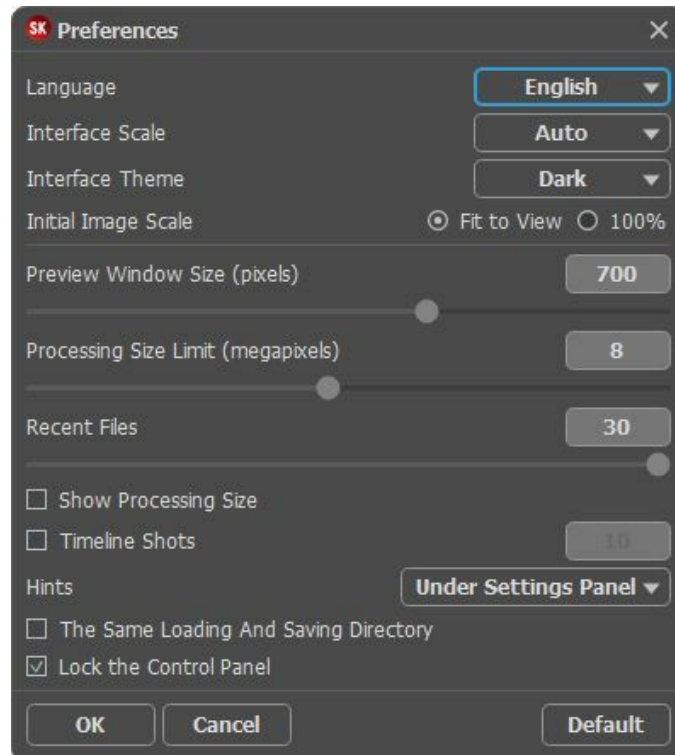 SK Preferences
Language English
Interface Scale Auto
Interface Theme Dark
Initial Image Scale Fit to View 100%
Preview Window Size (pixels) 700
Processing Size Limit (megapixels) 8
Recent Files 30
Show Processing Size
Timeline Shots 10
Hints Under Settings Panel
The Same Loading And Saving Directory
Lock the Control Panel
OK Cancel Default